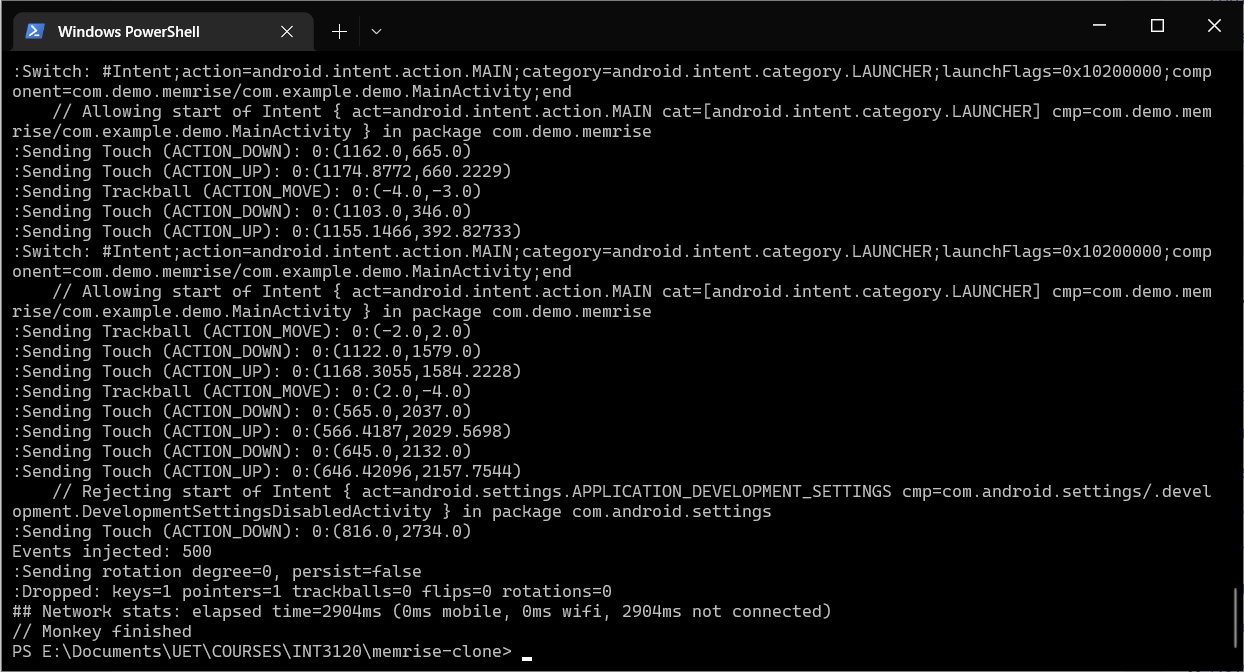 Windows PowerShell
:Switch: #Intent;action=android.intent.action.MAIN;category=android.intent.category.LAUNCHER;launchFlags=0x10200000;comp
onent=com.demo.memrise/com.example.demo.MainActivity;end
    // Allowing start of Intent { act=android.intent.action.MAIN cat=[android.intent.category.LAUNCHER] cmp=com.demo.mem
rise/com.example.demo.MainActivity } in package com.demo.memrise
:Sending Touch (ACTION_DOWN): 0:(1162.0,665.0)
:Sending Touch (ACTION_UP): 0:(1174.8772,660.2229)
:Sending Trackball (ACTION_MOVE): 0:(-4.0,-3.0)
:Sending Touch (ACTION_DOWN): 0:(1103.0,346.0)
:Sending Touch (ACTION_UP): 0:(1155.1466,392.82733)
:Switch: #Intent;action=android.intent.action.MAIN;category=android.intent.category.LAUNCHER;launchFlags=0x10200000;comp
onent=com.demo.memrise/com.example.demo.MainActivity;end
    // Allowing start of Intent { act=android.intent.action.MAIN cat=[android.intent.category.LAUNCHER] cmp=com.demo.mem
rise/com.example.demo.MainActivity } in package com.demo.memrise
:Sending Trackball (ACTION_MOVE): 0:(-2.0,2.0)
:Sending Touch (ACTION_DOWN): 0:(1122.0,1579.0)
:Sending Touch (ACTION_UP): 0:(1168.3055,1584.2228)
:Sending Trackball (ACTION_MOVE): 0:(2.0,-4.0)
:Sending Touch (ACTION_DOWN): 0:(565.0,2037.0)
:Sending Touch (ACTION_UP): 0:(566.4187,2029.5698)
:Sending Touch (ACTION_DOWN): 0:(645.0,2132.0)
:Sending Touch (ACTION_UP): 0:(646.42096,2157.7544)
    // Rejecting start of Intent { act=android.settings.APPLICATION_DEVELOPMENT_SETTINGS cmp=com.android.settings/.devel
opment.DevelopmentSettingsDisabledActivity } in package com.android.settings
:Sending Touch (ACTION_DOWN): 0:(816.0,2734.0)
Events injected: 500
:Sending rotation degree=0, persist=false
:Dropped: keys=1 pointers=1 trackballs=0 flips=0 rotations=0
## Network stats: elapsed time=2904ms (0ms mobile, 0ms wifi, 2904ms not connected)
// Monkey finished
PS E:\Documents\UET\COURSES\INT3120\memrise-clone>